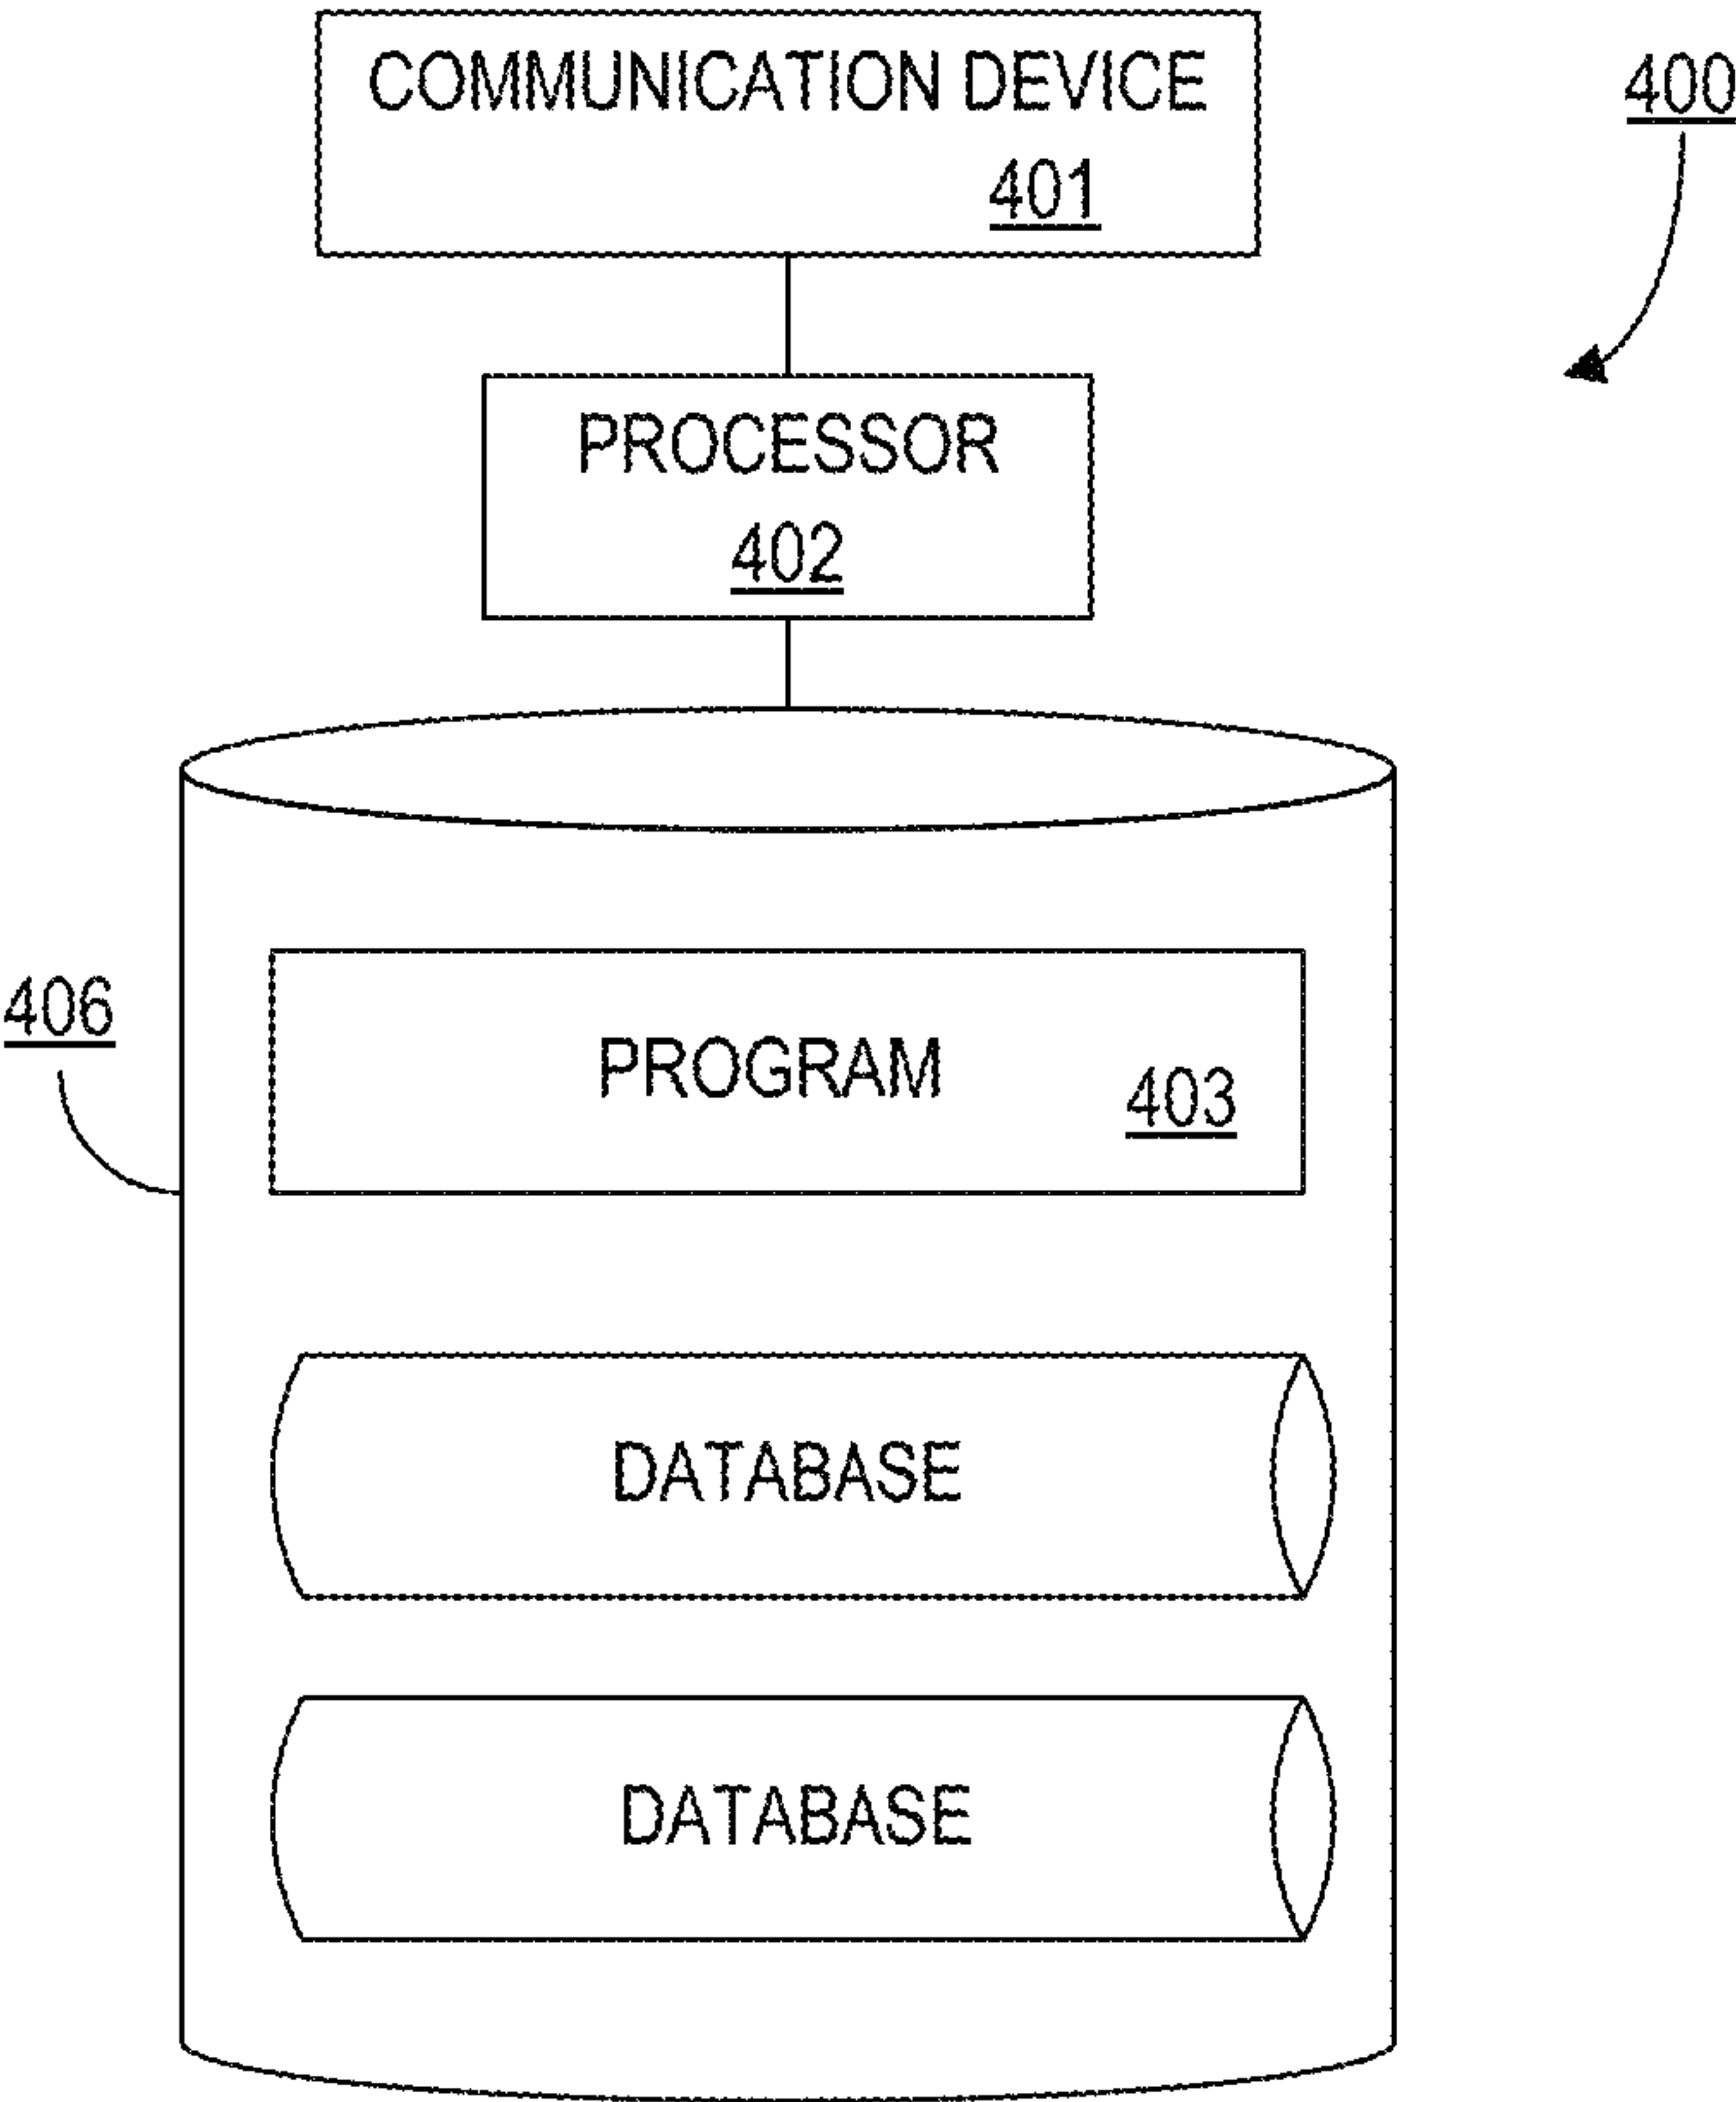 COMMUNICATION DEVICE
401
400
PROCESSOR
402
406
PROGRAM
403
DATABASE
DATABASE